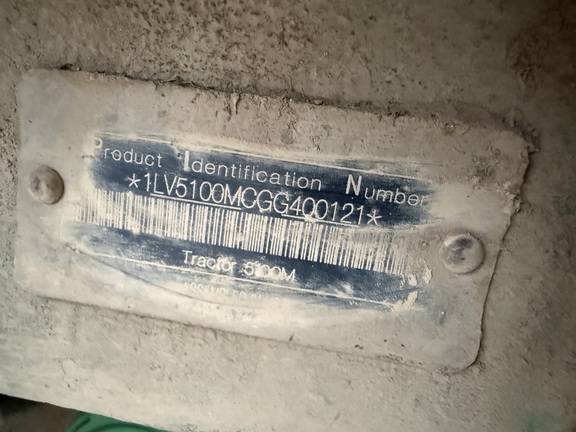 Product Identification Number
*1LV5100MCGG400121*
Tractor 5100M